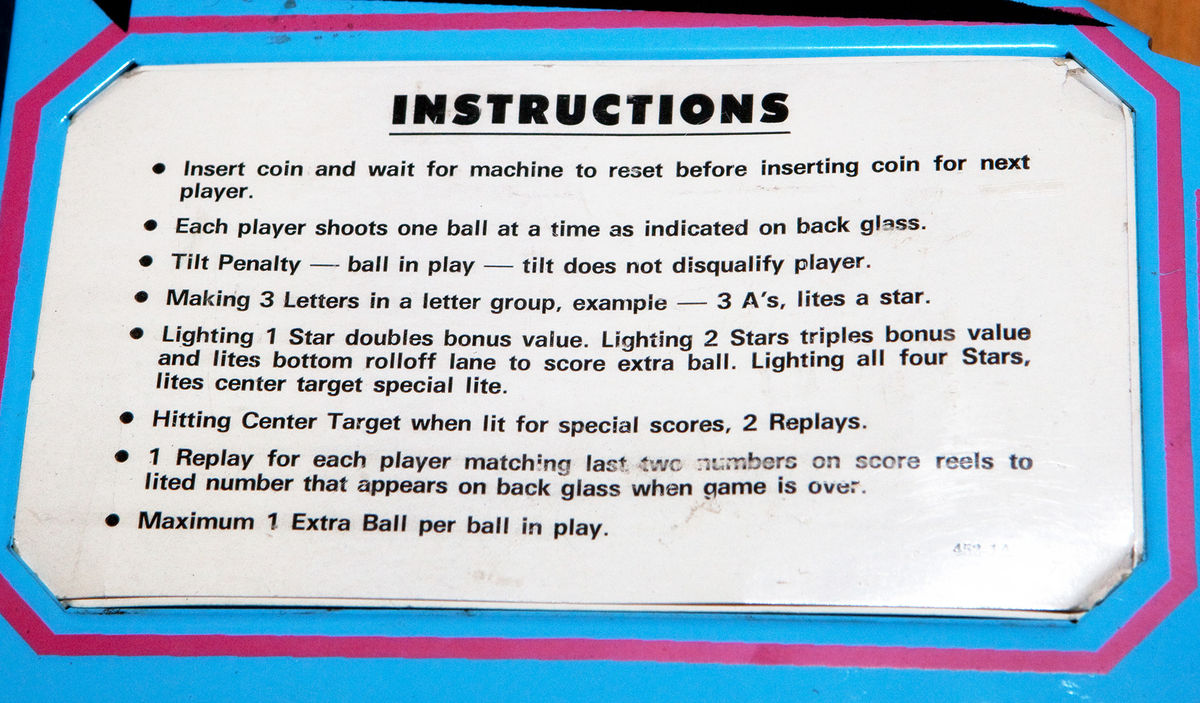 INSTRUCTIONS
● Insert coin and wait for machine to reset before inserting coin for next
player.
● Each player shoots one ball at a time as indicated on back glass.
● Tilt Penalty — ball in play — tilt does not disqualify player.
● Making 3 Letters in a letter group, example — 3 A's, lites a star.
● Lighting 1 Star doubles bonus value. Lighting 2 Stars triples bonus value
and lites bottom rolloff lane to score extra ball. Lighting all four Stars,
lites center target special lite.
● Hitting Center Target when lit for special scores, 2 Replays.
● 1 Replay for each player matching last two numbers on score reels to
lited number that appears on back glass when game is over.
● Maximum 1 Extra Ball per ball in play.